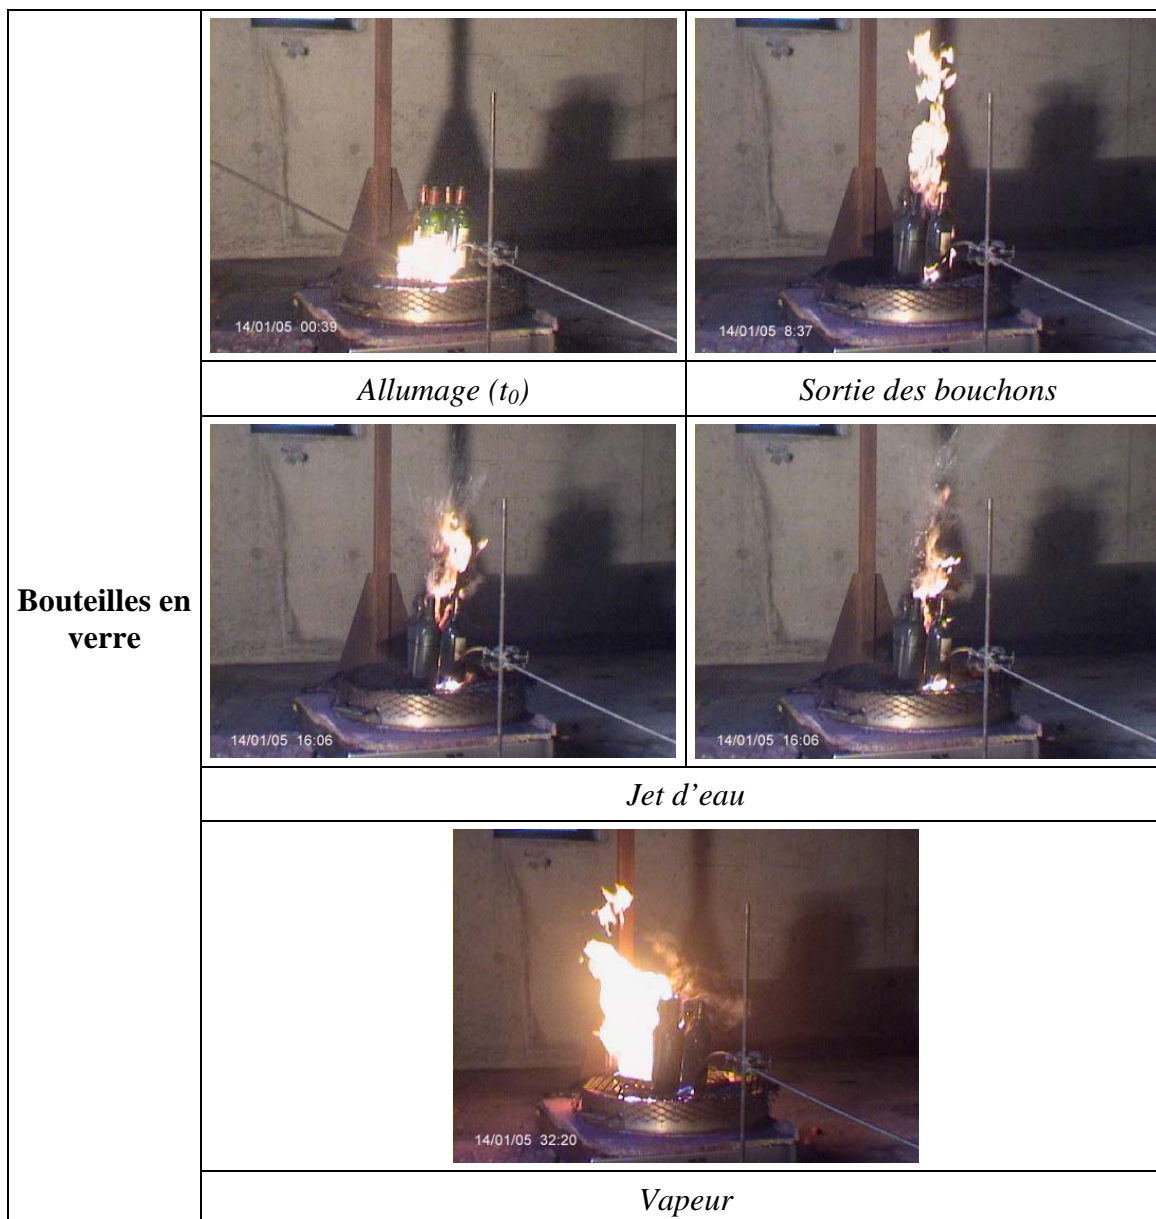 Bouteilles en
verre
14/01/05 00:39
14/01/05 8:37
Allumage (t0)
Sortie des bouchons
14/01/05 16:06
14/01/05 16:06
Jet d’eau
14/01/05 32:20
Vapeur